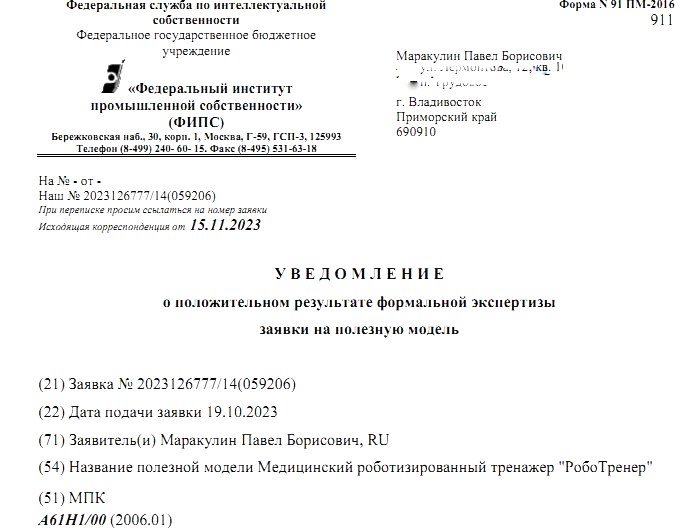 Федеральная служба по интеллектуальной
собственности
Федеральное государственное бюджетное
учреждение
«Федеральный институт
промышленной собственности»
(ФИПС)
Бережковская наб., 30, корп. 1, Москва, Г-59, ГСП-3, 125993
Телефон (8-499) 240- 60- 15. Факс (8-495) 531-63-18
Форма N 91 ПМ-2016
911
Маракулин Павел Борисович
кв.
г. Владивосток
Приморский край
690910
На № - от -
Наш № 2023126777/14(059206)
При переписке просим ссылаться на номер заявки
Исходящая корреспонденция от 15.11.2023
У В Е Д О М Л Е Н И Е
о положительном результате формальной экспертизы
заявки на полезную модель
(21) Заявка № 2023126777/14(059206)
(22) Дата подачи заявки 19.10.2023
(71) Заявитель(и) Маракулин Павел Борисович, RU
(54) Название полезной модели Медицинский роботизированный тренажер "РобоТренер"
(51) МПК
A61H1/00 (2006.01)